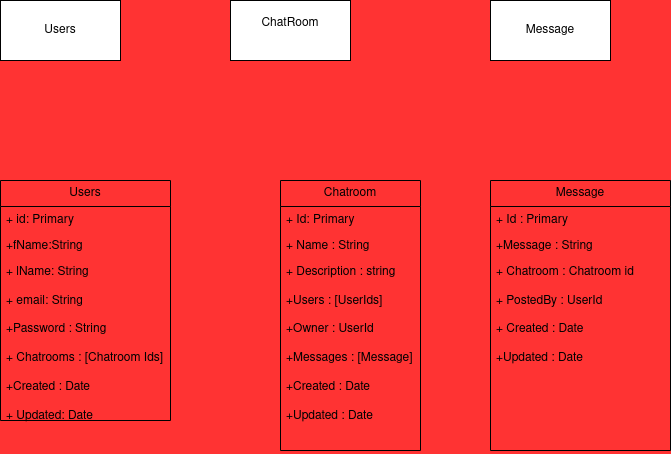 Users
ChatRoom
Message
Users
+ id: Primary
+fName:String
+ lName: String
+ email: String
+Password : String
+ Chatrooms : [Chatroom Ids]
+Created : Date
+ Updated: Date
Chatroom
+ Id: Primary
+ Name : String
+ Description : string
+Users : [UserIds]
+Owner : UserId
+Messages : [Message]
+Created : Date
+Updated : Date
Message
+ Id : Primary
+Message : String
+ Chatroom : Chatroom id
+ PostedBy : UserId
+ Created : Date
+Updated : Date